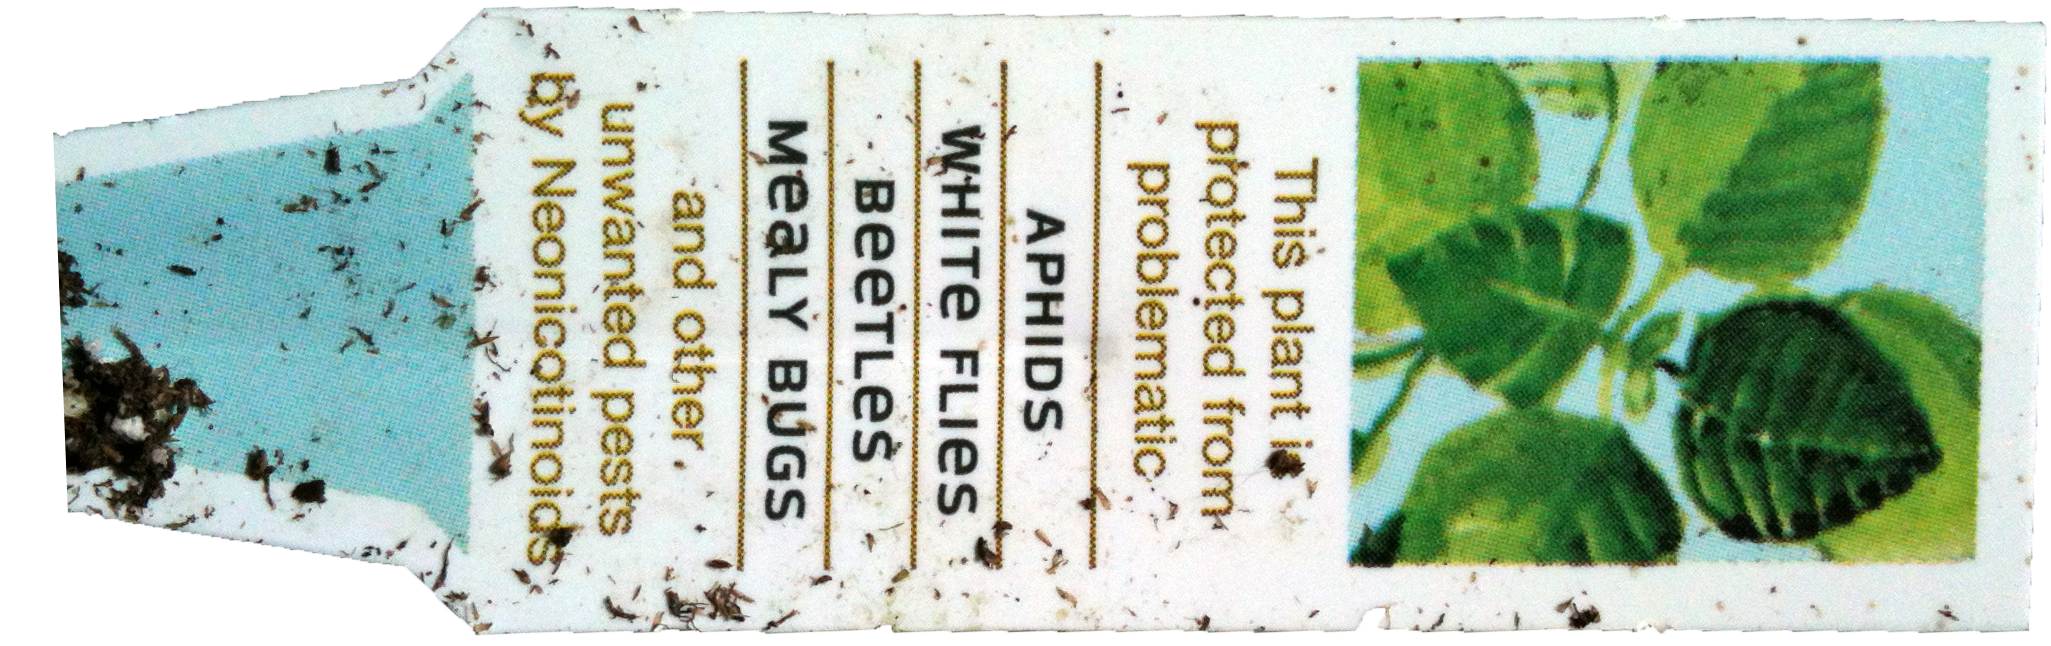 This plant is
protected from
problematic
APHIDS
WHITe FLIes
BeeTLes
MeaLY BUGS
and other
unwanted pests
by Neonicotinoids